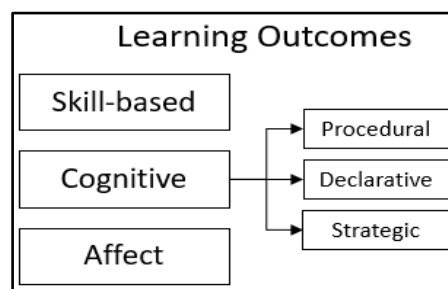 Learning Outcomes
Skill-based
Cognitive
Affect
Procedural
Declarative
Strategic